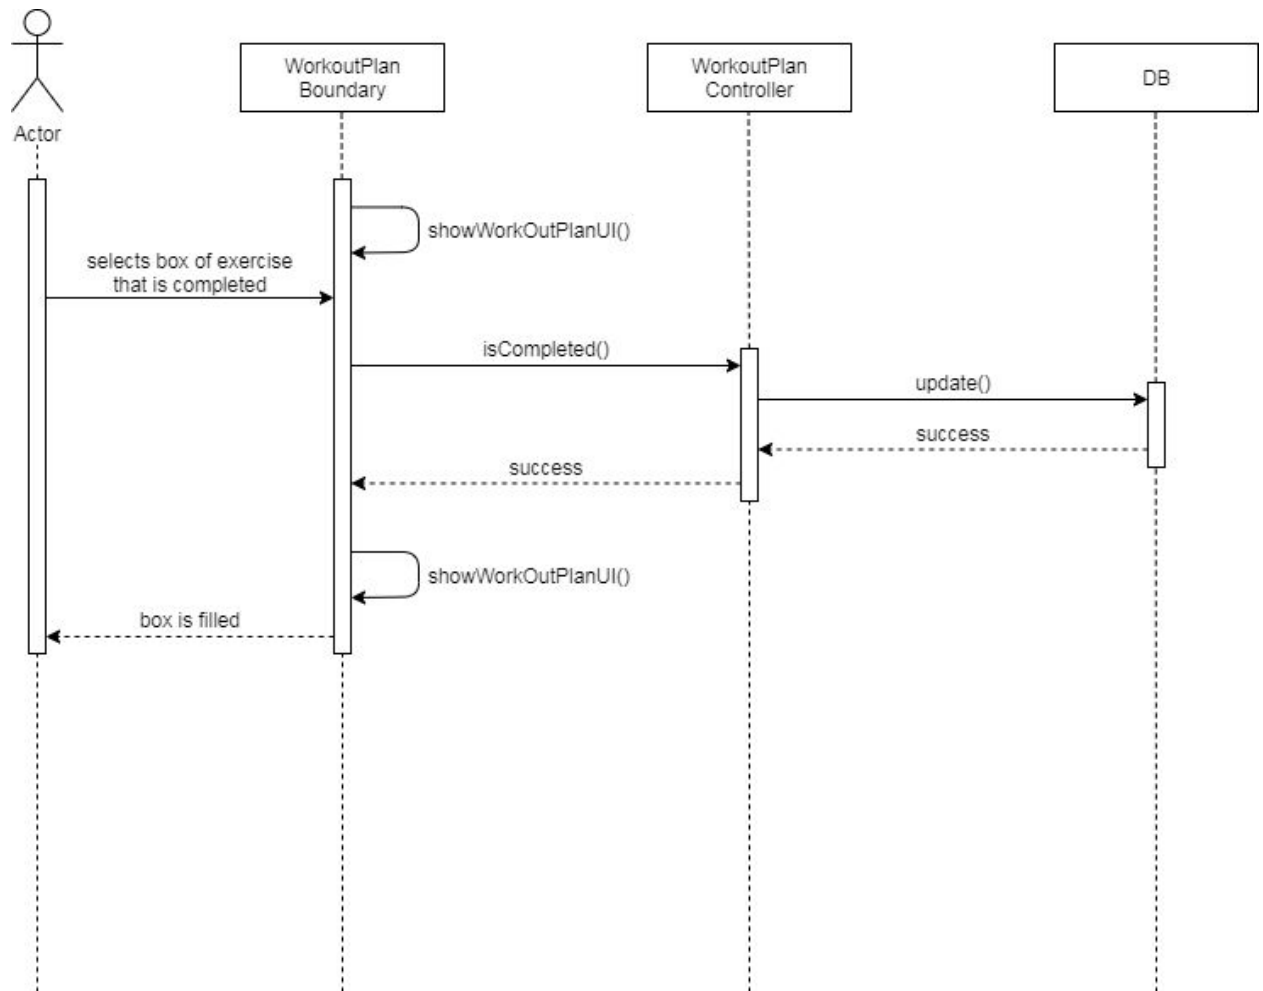 WorkoutPlan
Boundary
WorkoutPlan
Controller
DB
Actor
showWorkOutPlanUI()
selects box of exercise
that is completed
isCompleted()
update()
success
success
showWorkOutPlanUI()
box is filled